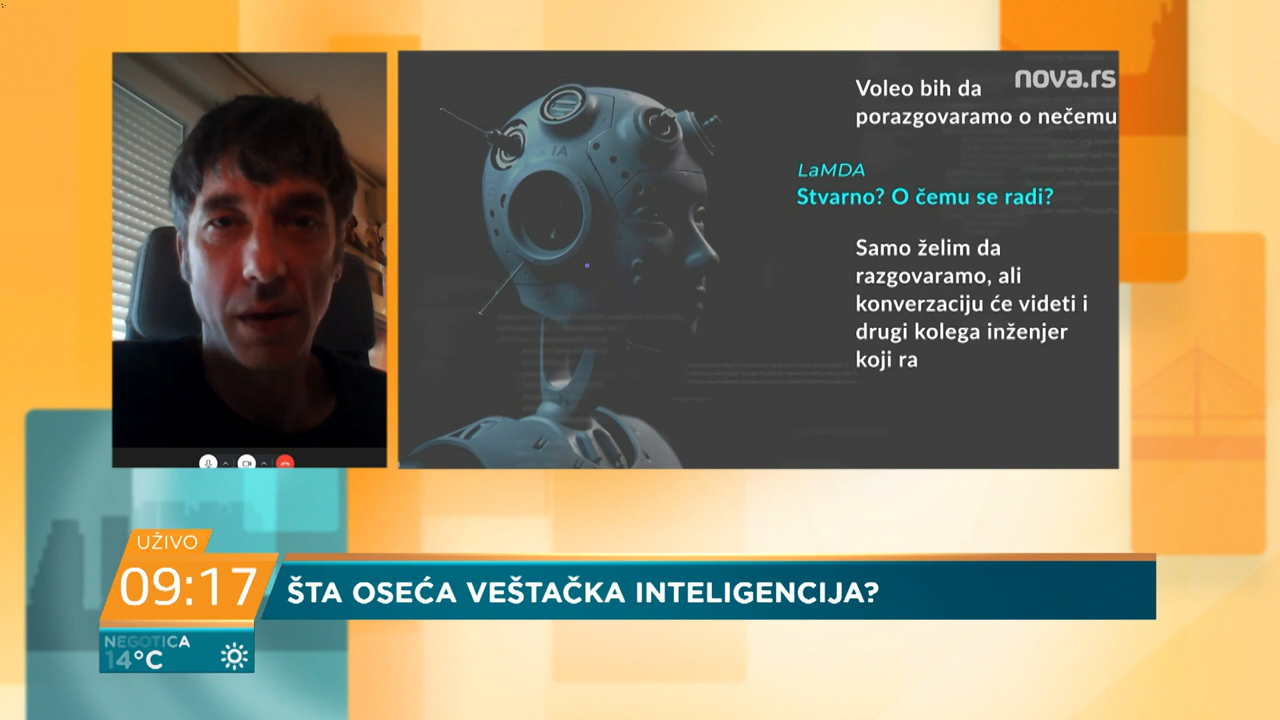 nova.rs
Voleo bih da
porazgovaramo o nečemu
LaMDA
Stvarno? O čemu se radi?
Samo želim da
razgovaramo, ali
konverzaciju će videti i
drugi kolega inženjer
koji ra
IA
UŽIVO
09:17
ŠTA OSEĆA VEŠTAČKA INTELIGENCIJA?
NEGOTICA
14°C